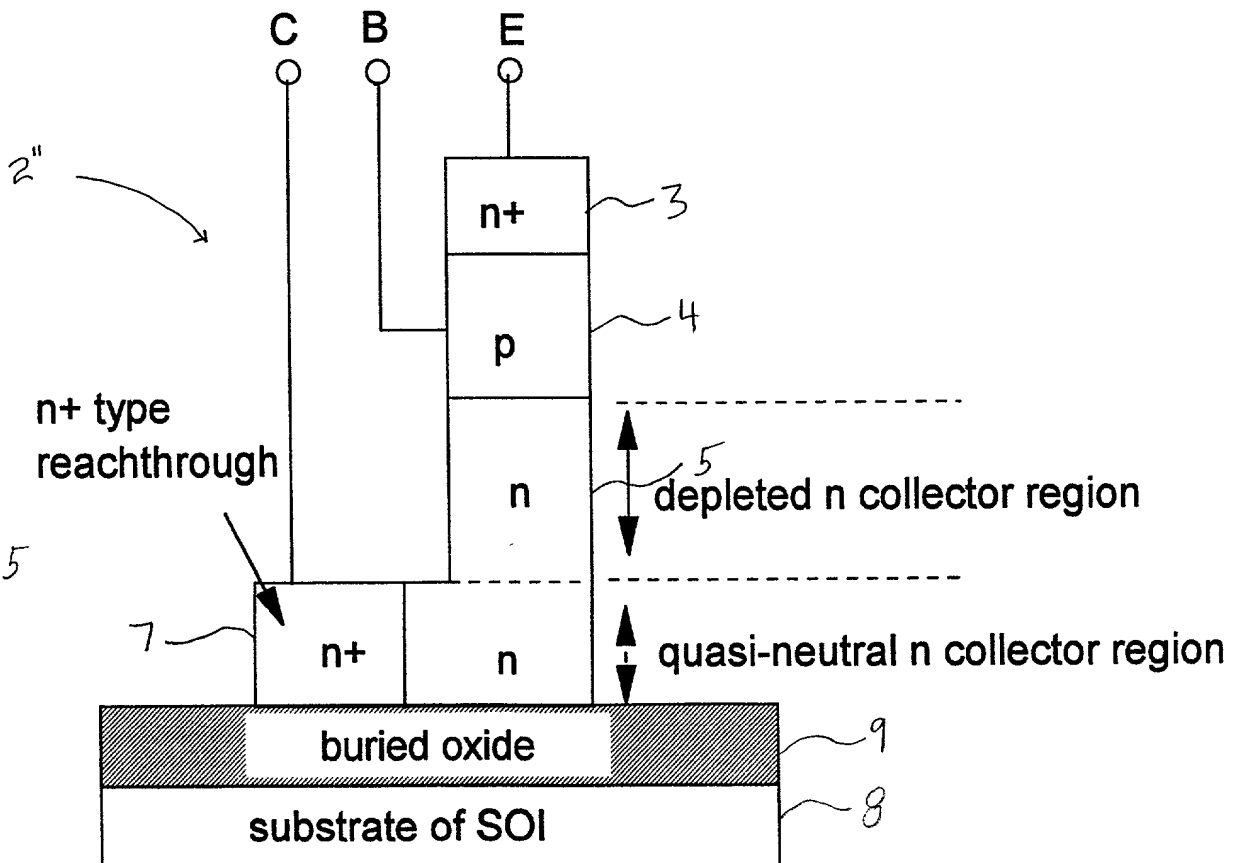 C B E
2"
n+ 3
p 4
n+ type
reachthrough
n 5
depleted n collector region
5
7 n+ n
quasi-neutral n collector region
buried oxide 9
substrate of SOI 8